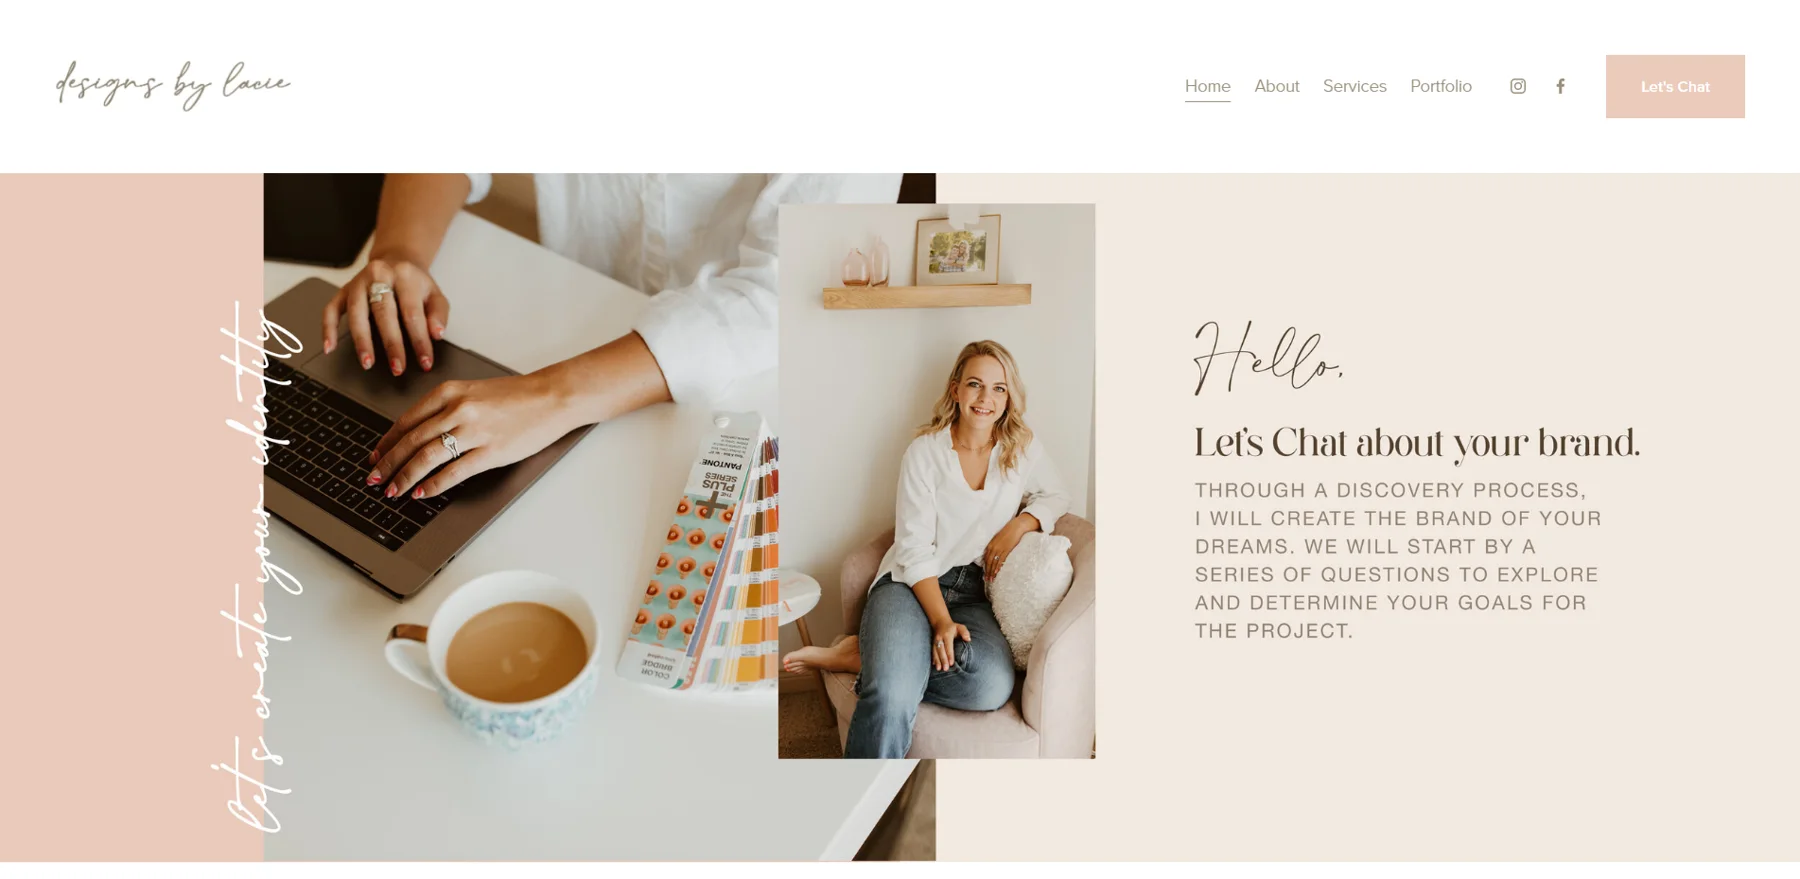 designs by lacie
Home About Services Portfolio
Let's Chat
let's create your identity
THE
PLUS
SERIES
PANTONE
COLOR
BRIDGE
Hello,
Let's Chat about your brand.
THROUGH A DISCOVERY PROCESS,
I WILL CREATE THE BRAND OF YOUR
DREAMS. WE WILL START BY A
SERIES OF QUESTIONS TO EXPLORE
AND DETERMINE YOUR GOALS FOR
THE PROJECT.